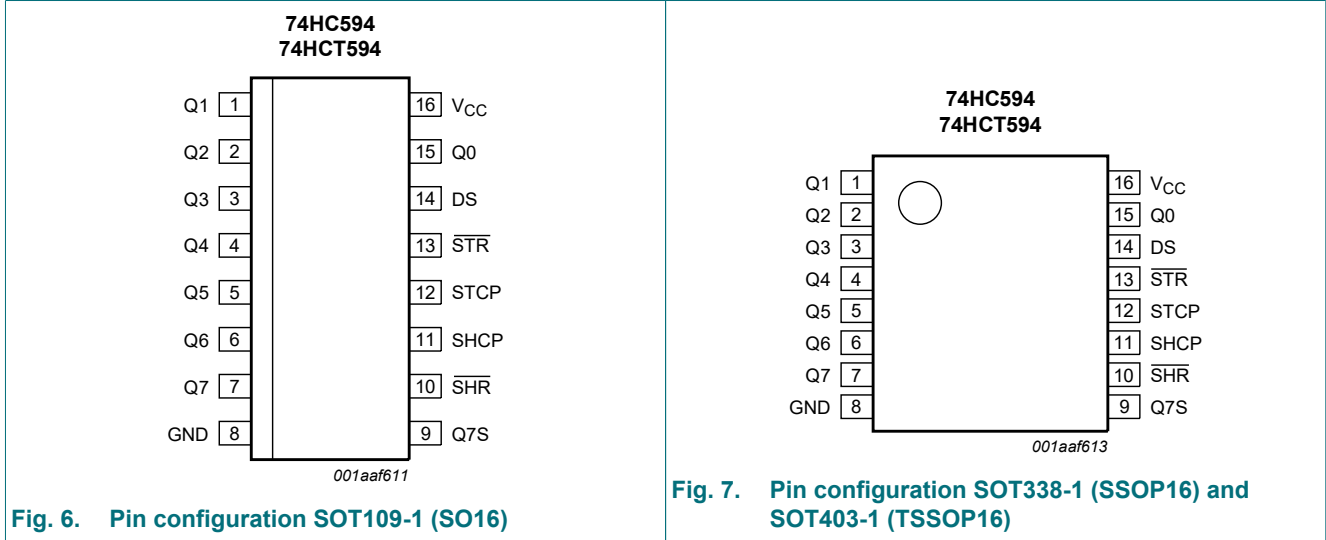 74HC594
74HCT594
Q1 1 16 VCC
Q2 2 15 Q0
Q3 3 14 DS
Q4 4 13 STR
Q5 5 12 STCP
Q6 6 11 SHCP
Q7 7 10 SHR
GND 8 9 Q7S
001aaf611
Fig. 6. Pin configuration SOT109-1 (SO16)
74HC594
74HCT594
Q1 1 16 VCC
Q2 2 15 Q0
Q3 3 14 DS
Q4 4 13 STR
Q5 5 12 STCP
Q6 6 11 SHCP
Q7 7 10 SHR
GND 8 9 Q7S
001aaf613
Fig. 7. Pin configuration SOT338-1 (SSOP16) and
SOT403-1 (TSSOP16)